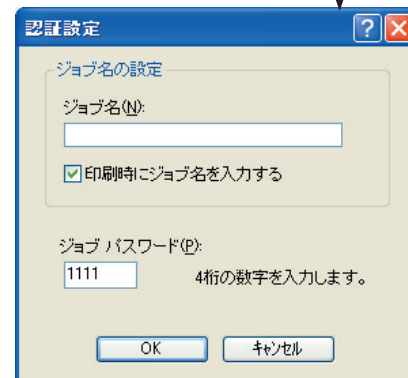 認証設定
ジョブ名の設定
ジョブ名(N):
印刷時にジョブ名を入力する
ジョブ パスワード(P):
1111 4桁の数字を入力します。
OK キャンセル